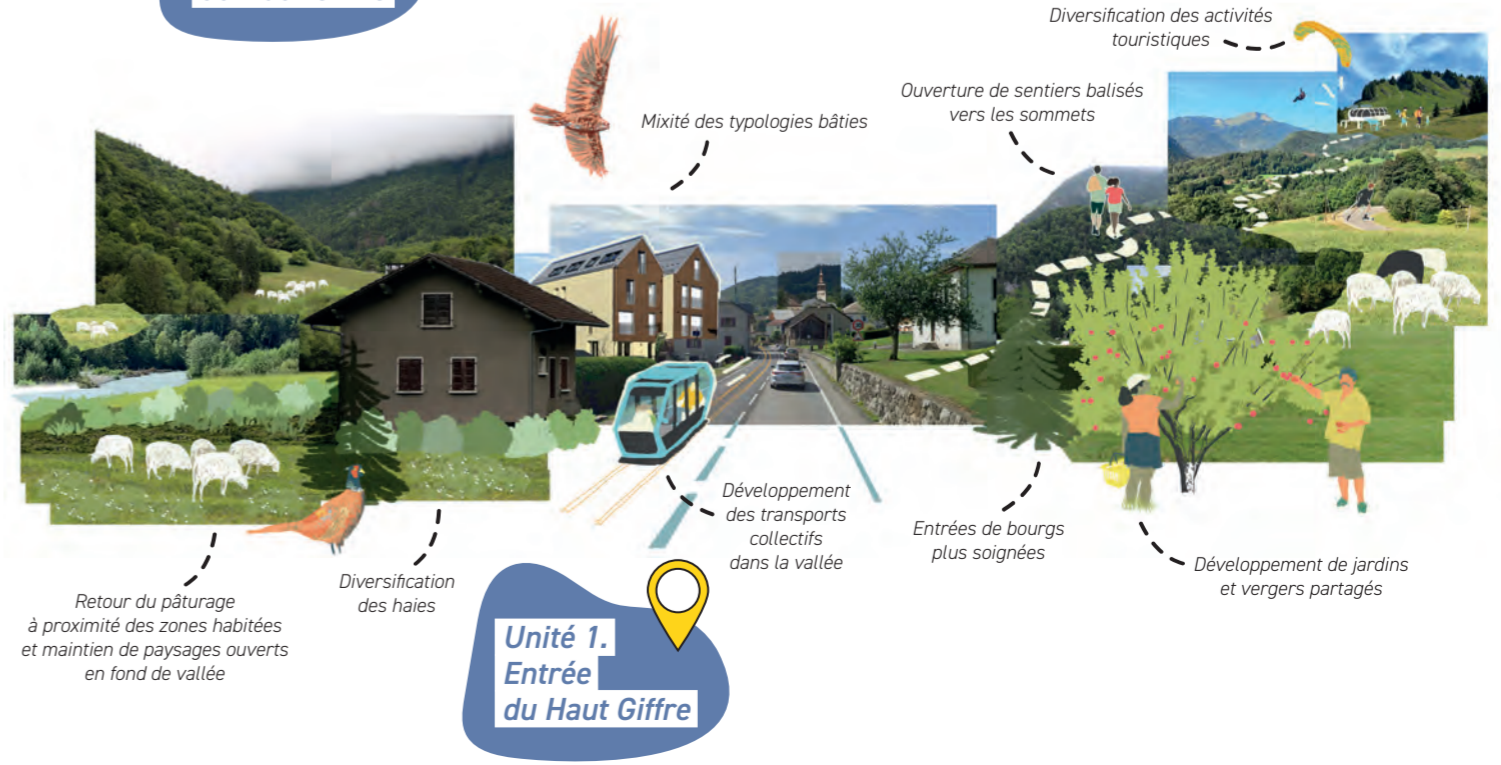 Diversification des activités
touristiques
Ouverture de sentiers balisés
vers les sommets
Mixité des typologies bâties
Développement
des transports
collectifs
dans la vallée
Entrées de bourgs
plus soignées
Développement de jardins
et vergers partagés
Diversification
des haies
Retour du pâturage
à proximité des zones habitées
et maintien de paysages ouverts
en fond de vallée
Unité 1.
Entrée
du Haut Giffre